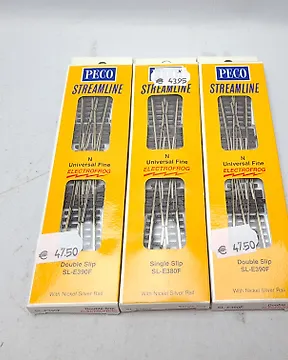 PECO
STREAMLINE
N
Universal Fine
ELECTROFROG
€ 47.50
Double Slip
SL-E390F
With Nickel Silver Rail
€ 43.95
STREAMLINE
N
Universal Fine
ELECTROFROG
Single Slip
SL-E380F
With Nickel Silver Rail
PECO
STREAMLINE
N
Universal Fine
ELECTROFROG
€ 47.50
Double Slip
SL-E390F
With Nickel Silver Rail